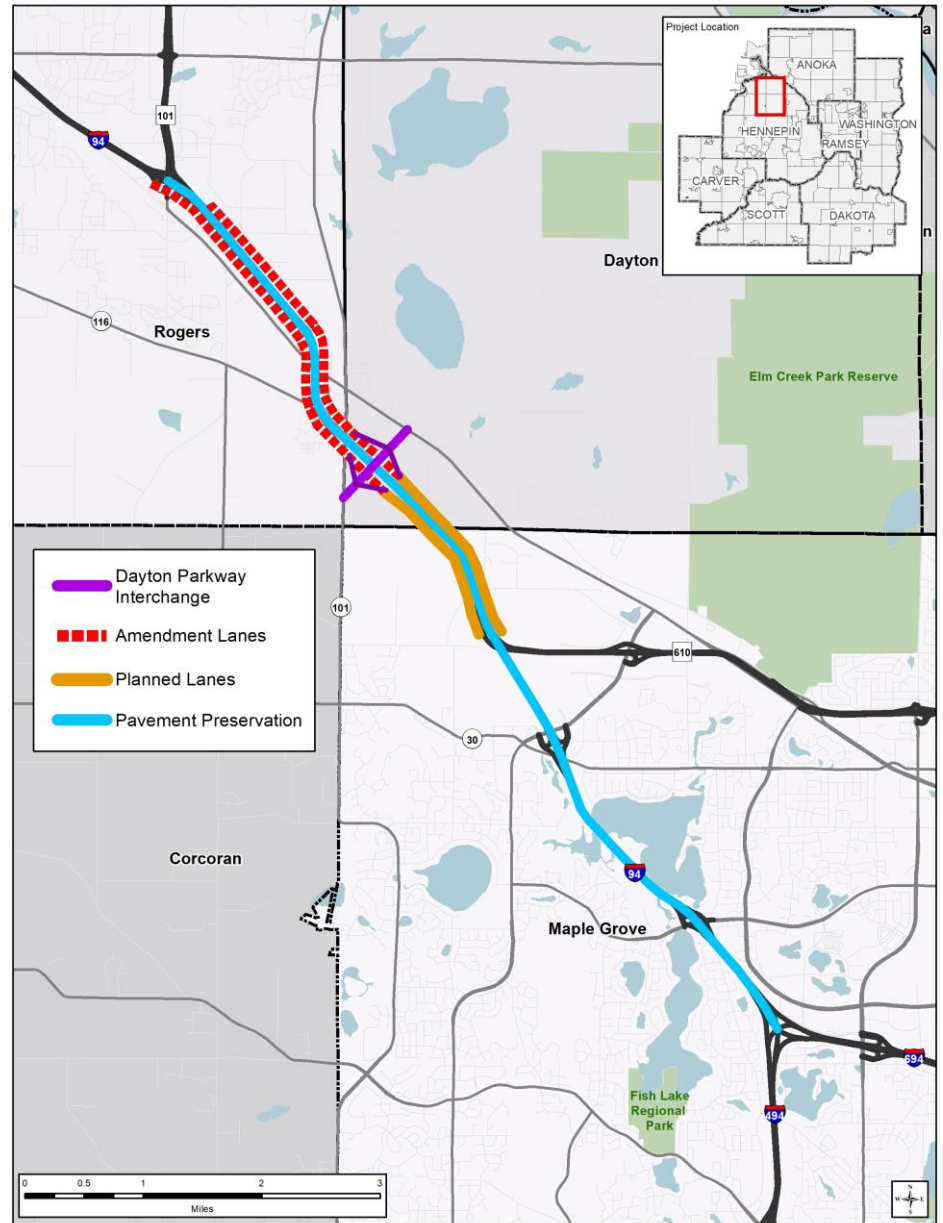 Project Location
ANOKA
HENNEPIN
WASHINGTON
RAMSEY
CARVER
SCOTT
DAKOTA
a
n
101
94
Dayton
116
Rogers
Elm Creek Park Reserve
Dayton Parkway
Interchange
Amendment Lanes
Planned Lanes
Pavement Preservation
101
610
30
Corcoran
94
Maple Grove
694
Fish Lake
Regional
Park
494
0 0.5 1 2 3
Miles
N
W E
S